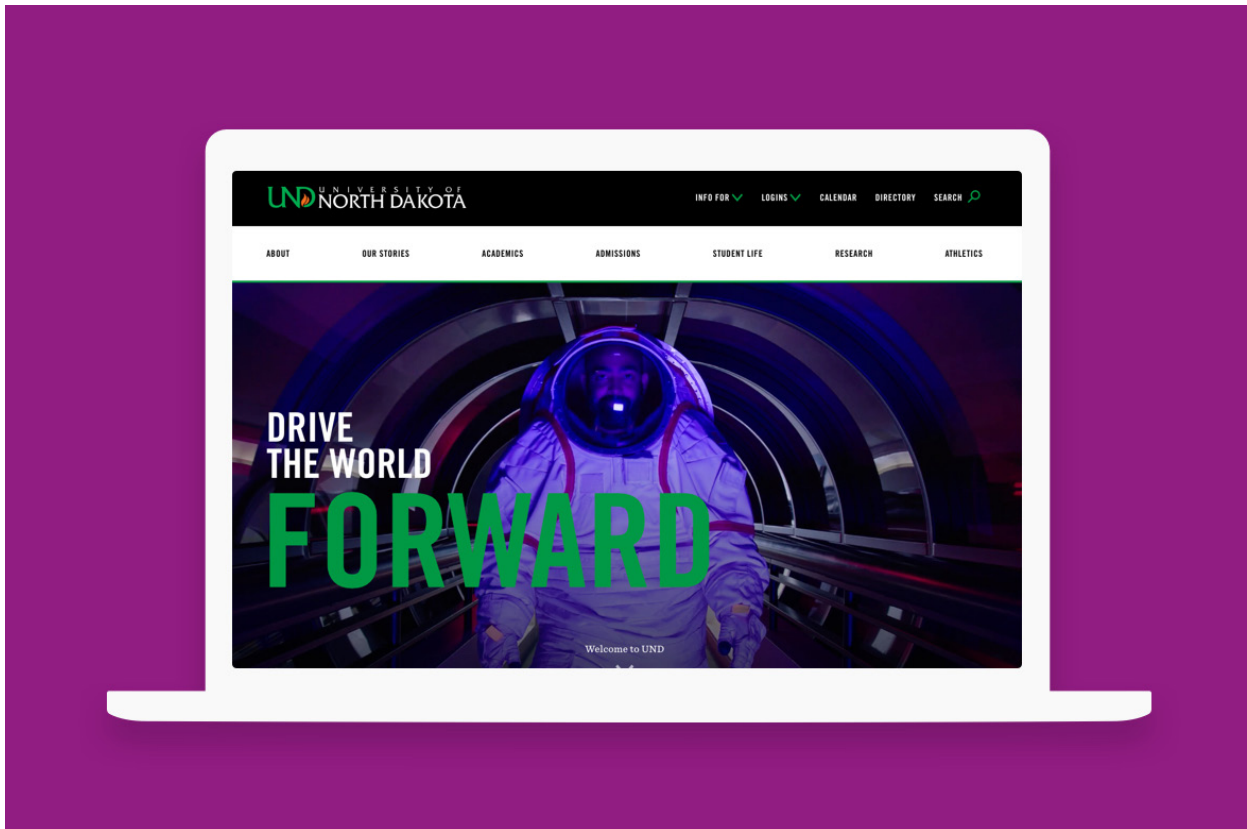 UND UNIVERSITY OF
NORTH DAKOTA
INFO FOR LOGINS CALENDAR DIRECTORY SEARCH
ABOUT OUR STORIES ACADEMICS ADMISSIONS STUDENT LIFE RESEARCH ATHLETICS
DRIVE
THE WORLD
FORWARD
Welcome to UND